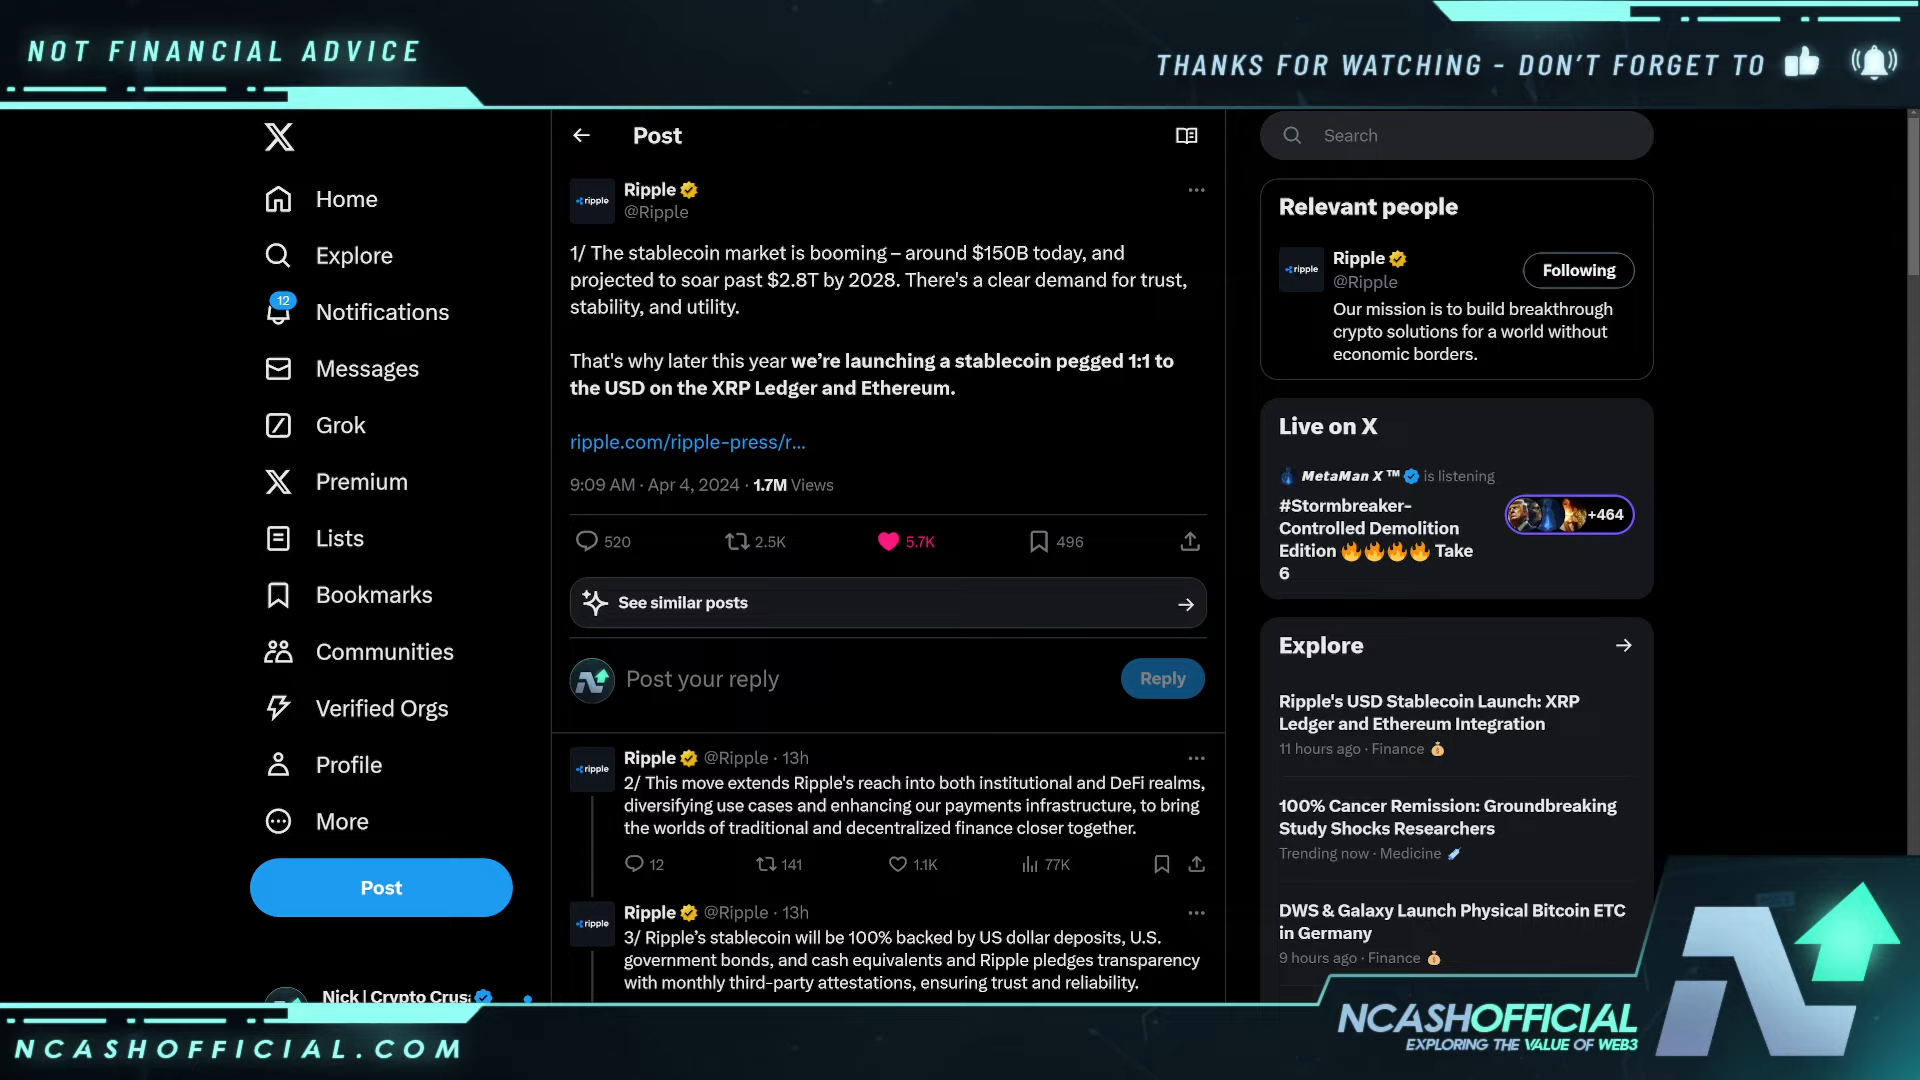 NOT FINANCIAL ADVICE
THANKS FOR WATCHING - DON'T FORGET TO
Home
Explore
12
Notifications
Messages
Grok
Premium
Lists
Bookmarks
Communities
Verified Orgs
Profile
More
Post
Nick | Crypto Crus
Post
ripple
Ripple
@Ripple
1/ The stablecoin market is booming – around $150B today, and
projected to soar past $2.8T by 2028. There's a clear demand for trust,
stability, and utility.
That's why later this year we’re launching a stablecoin pegged 1:1 to
the USD on the XRP Ledger and Ethereum.
ripple.com/ripple-press/r...
9:09 AM · Apr 4, 2024 · 1.7M Views
520 2.5K 5.7K 496
See similar posts
Post your reply
Reply
ripple
Ripple @Ripple · 13h
2/ This move extends Ripple's reach into both institutional and DeFi realms,
diversifying use cases and enhancing our payments infrastructure, to bring
the worlds of traditional and decentralized finance closer together.
12 141 1.1K 77K
ripple
Ripple @Ripple · 13h
3/ Ripple’s stablecoin will be 100% backed by US dollar deposits, U.S.
government bonds, and cash equivalents and Ripple pledges transparency
with monthly third-party attestations, ensuring trust and reliability.
Search
Relevant people
ripple
Ripple
@Ripple
Following
Our mission is to build breakthrough
crypto solutions for a world without
economic borders.
Live on X
MetaMan X ™ is listening
#Stormbreaker-
Controlled Demolition
Edition 🔥🔥🔥🔥 Take
6
+464
Explore
Ripple's USD Stablecoin Launch: XRP
Ledger and Ethereum Integration
11 hours ago · Finance 💰
100% Cancer Remission: Groundbreaking
Study Shocks Researchers
Trending now · Medicine 💉
DWS & Galaxy Launch Physical Bitcoin ETC
in Germany
9 hours ago · Finance 💰
NCASHOFFICIAL.COM
NCASHOFFICIAL
EXPLORING THE VALUE OF WEB3